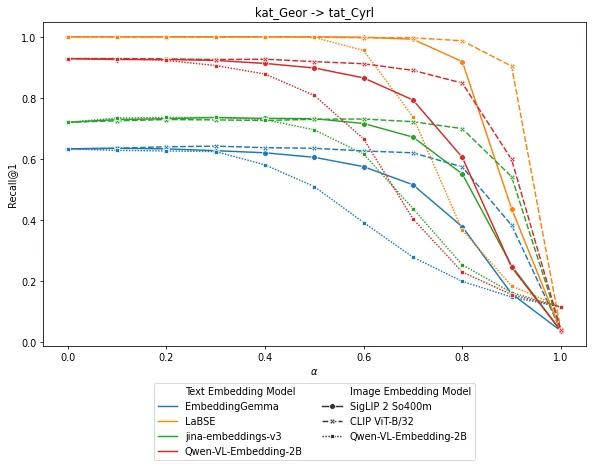 kat_Geor -> tat_Cyrl
1.0
0.8
0.6
0.4
0.2
0.0
Recall@1
0.0 0.2 0.4 0.6 0.8 1.0
α
Text Embedding Model
EmbeddingGemma
LaBSE
jina-embeddings-v3
Qwen-VL-Embedding-2B
Image Embedding Model
SigLIP 2 So400m
CLIP ViT-B/32
Qwen-VL-Embedding-2B